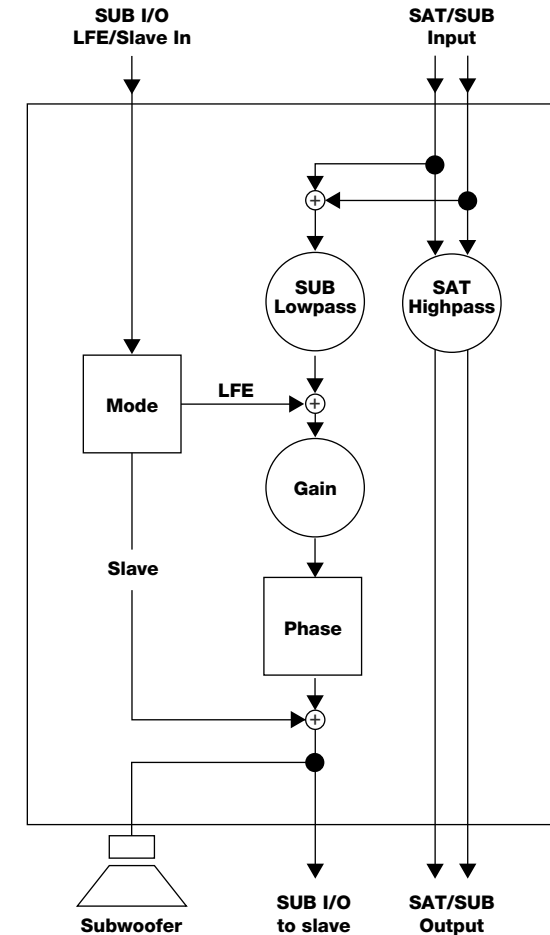 SUB I/O
LFE/Slave In
SAT/SUB
Input
+
SUB
Lowpass
SAT
Highpass
Mode
LFE
+
Gain
Slave
Phase
+
Subwoofer
SUB I/O
to slave
SAT/SUB
Output